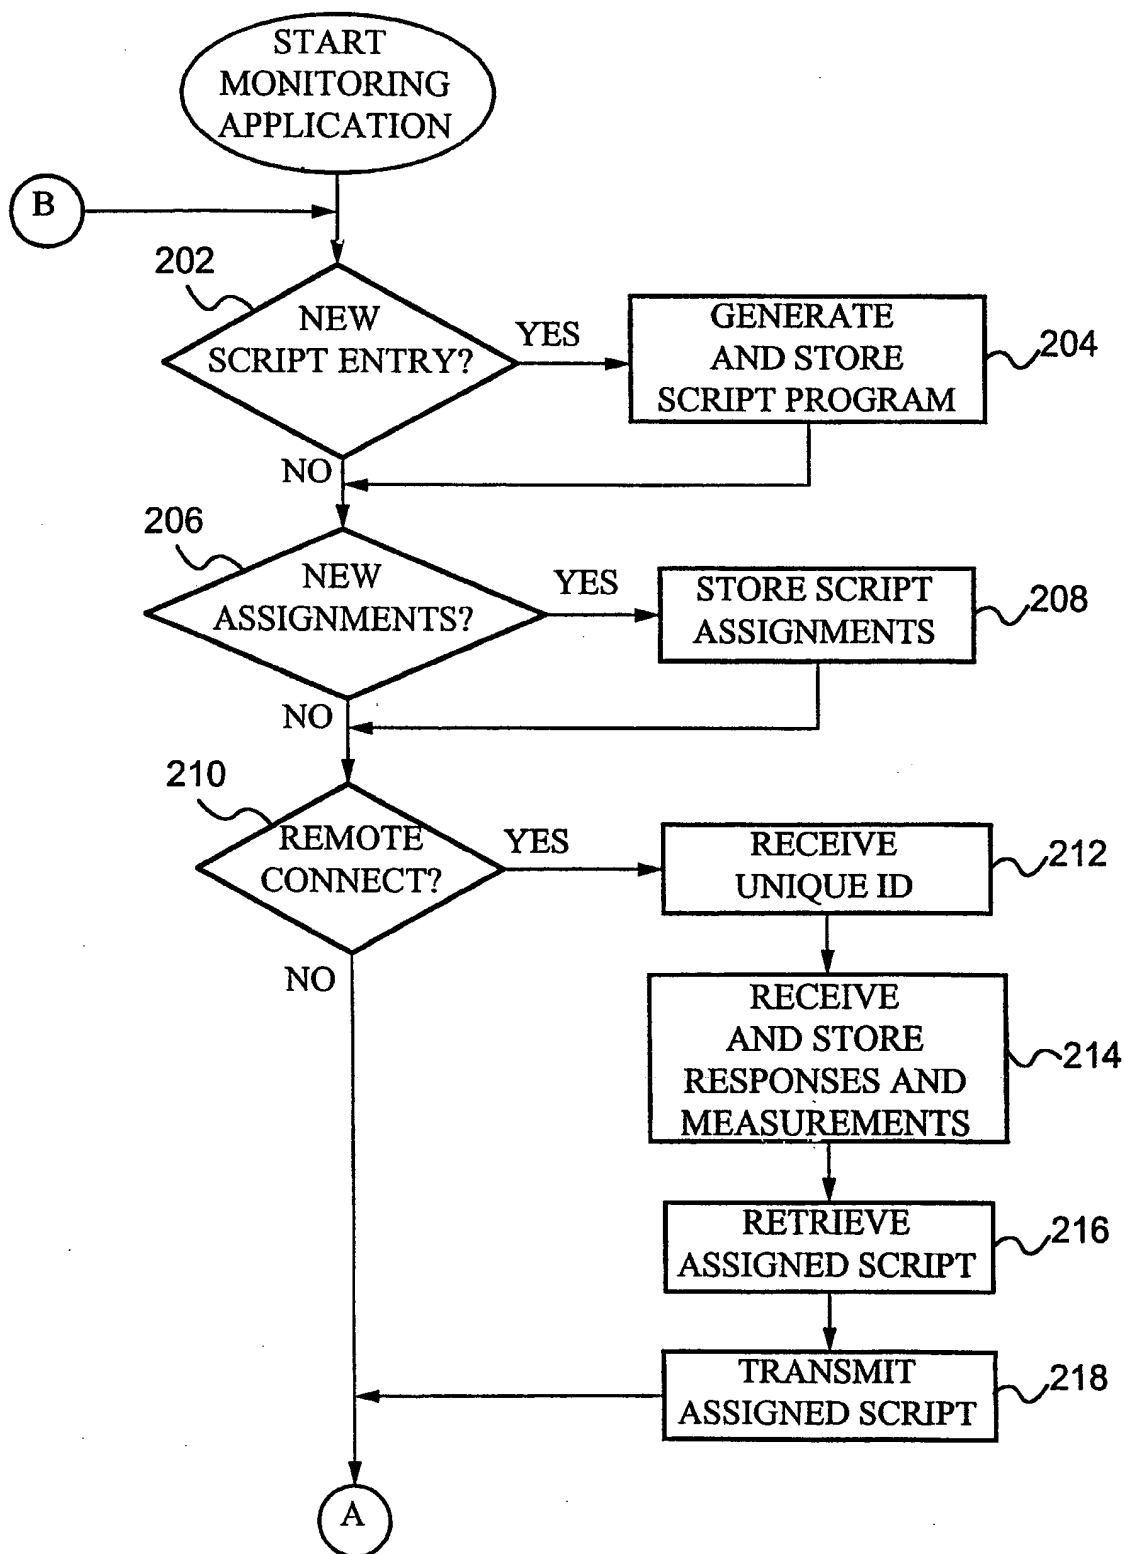 START
MONITORING
APPLICATION
B
202
NEW
SCRIPT ENTRY?
YES
GENERATE
AND STORE
SCRIPT PROGRAM
204
NO
206
NEW
ASSIGNMENTS?
YES
STORE SCRIPT
ASSIGNMENTS
208
NO
210
REMOTE
CONNECT?
YES
RECEIVE
UNIQUE ID
212
NO
RECEIVE
AND STORE
RESPONSES AND
MEASUREMENTS
214
RETRIEVE
ASSIGNED SCRIPT
216
TRANSMIT
ASSIGNED SCRIPT
218
A